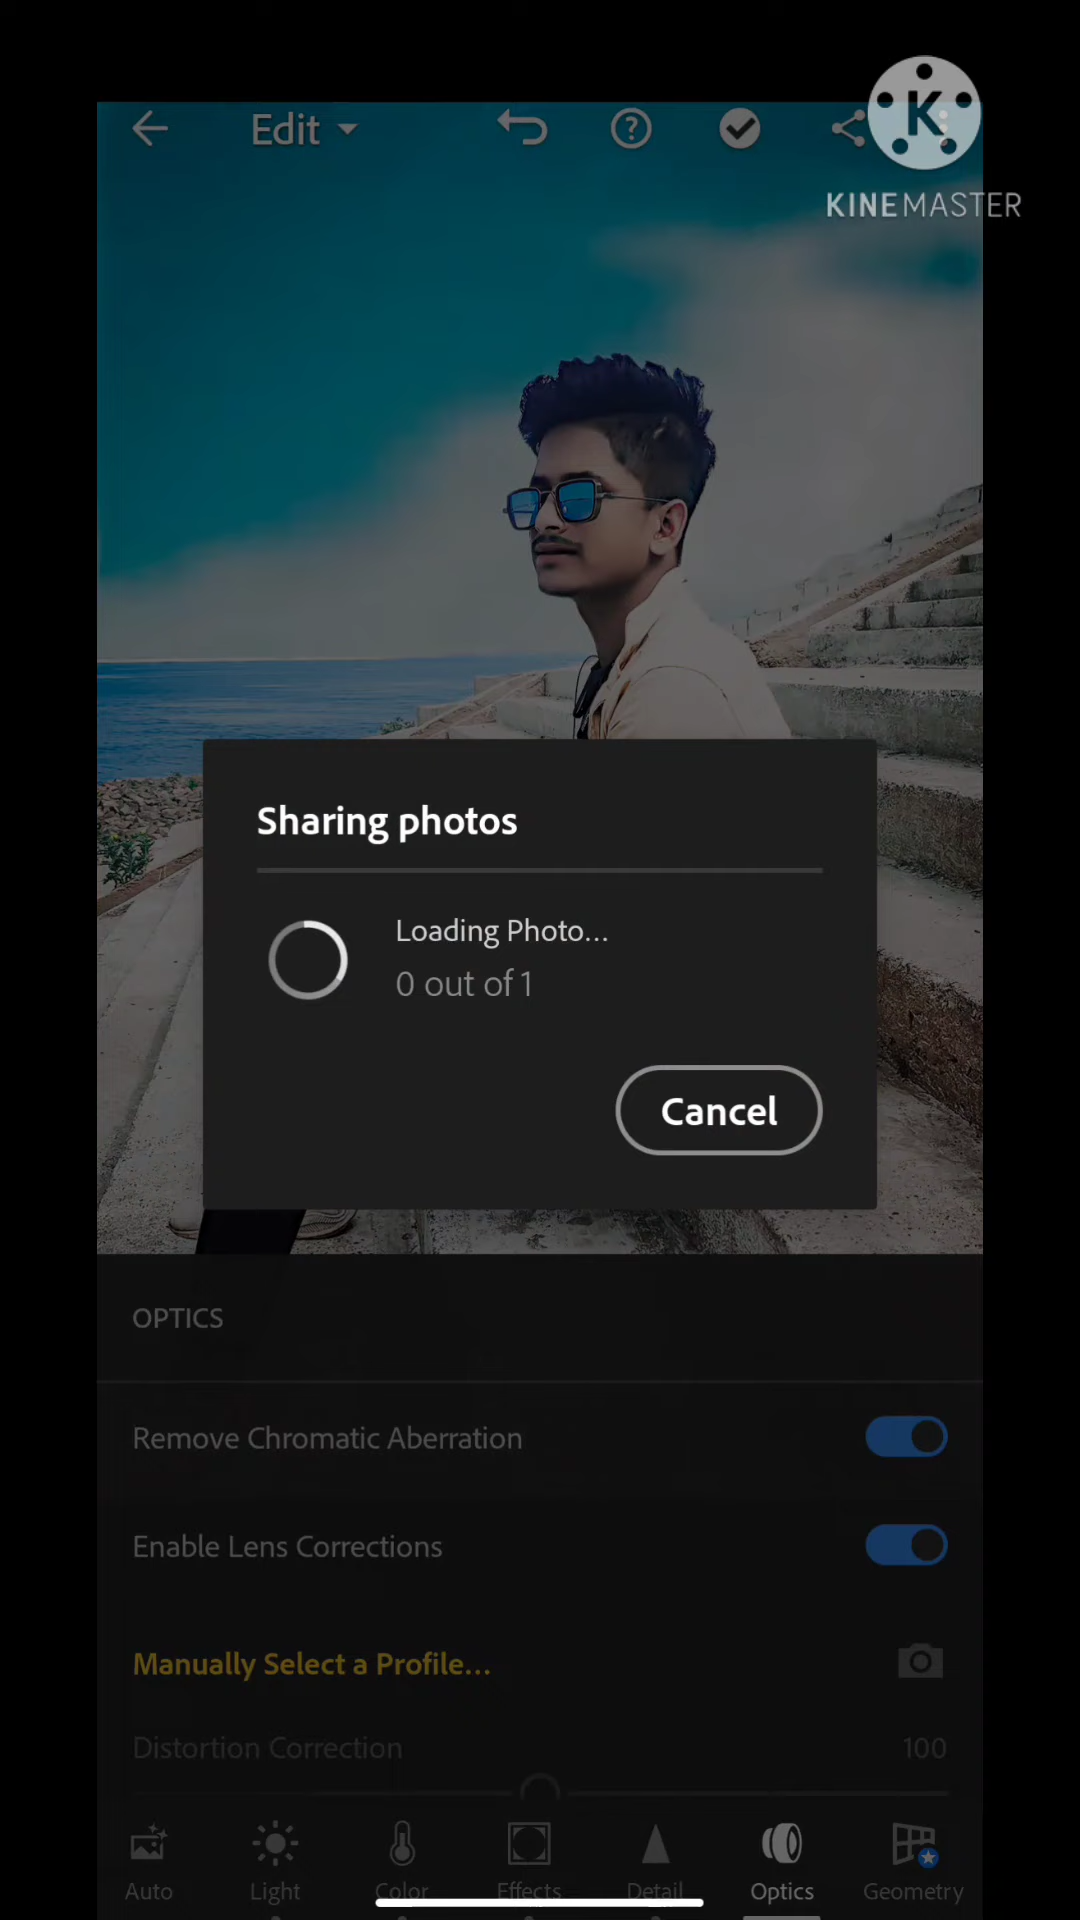 Edit
K
KINEMASTER
Sharing photos
Loading Photo...
0 out of 1
Cancel
OPTICS
Remove Chromatic Aberration
Enable Lens Corrections
Manually Select a Profile...
Distortion Correction 100
Auto Light Color Effects Detail Optics Geometry